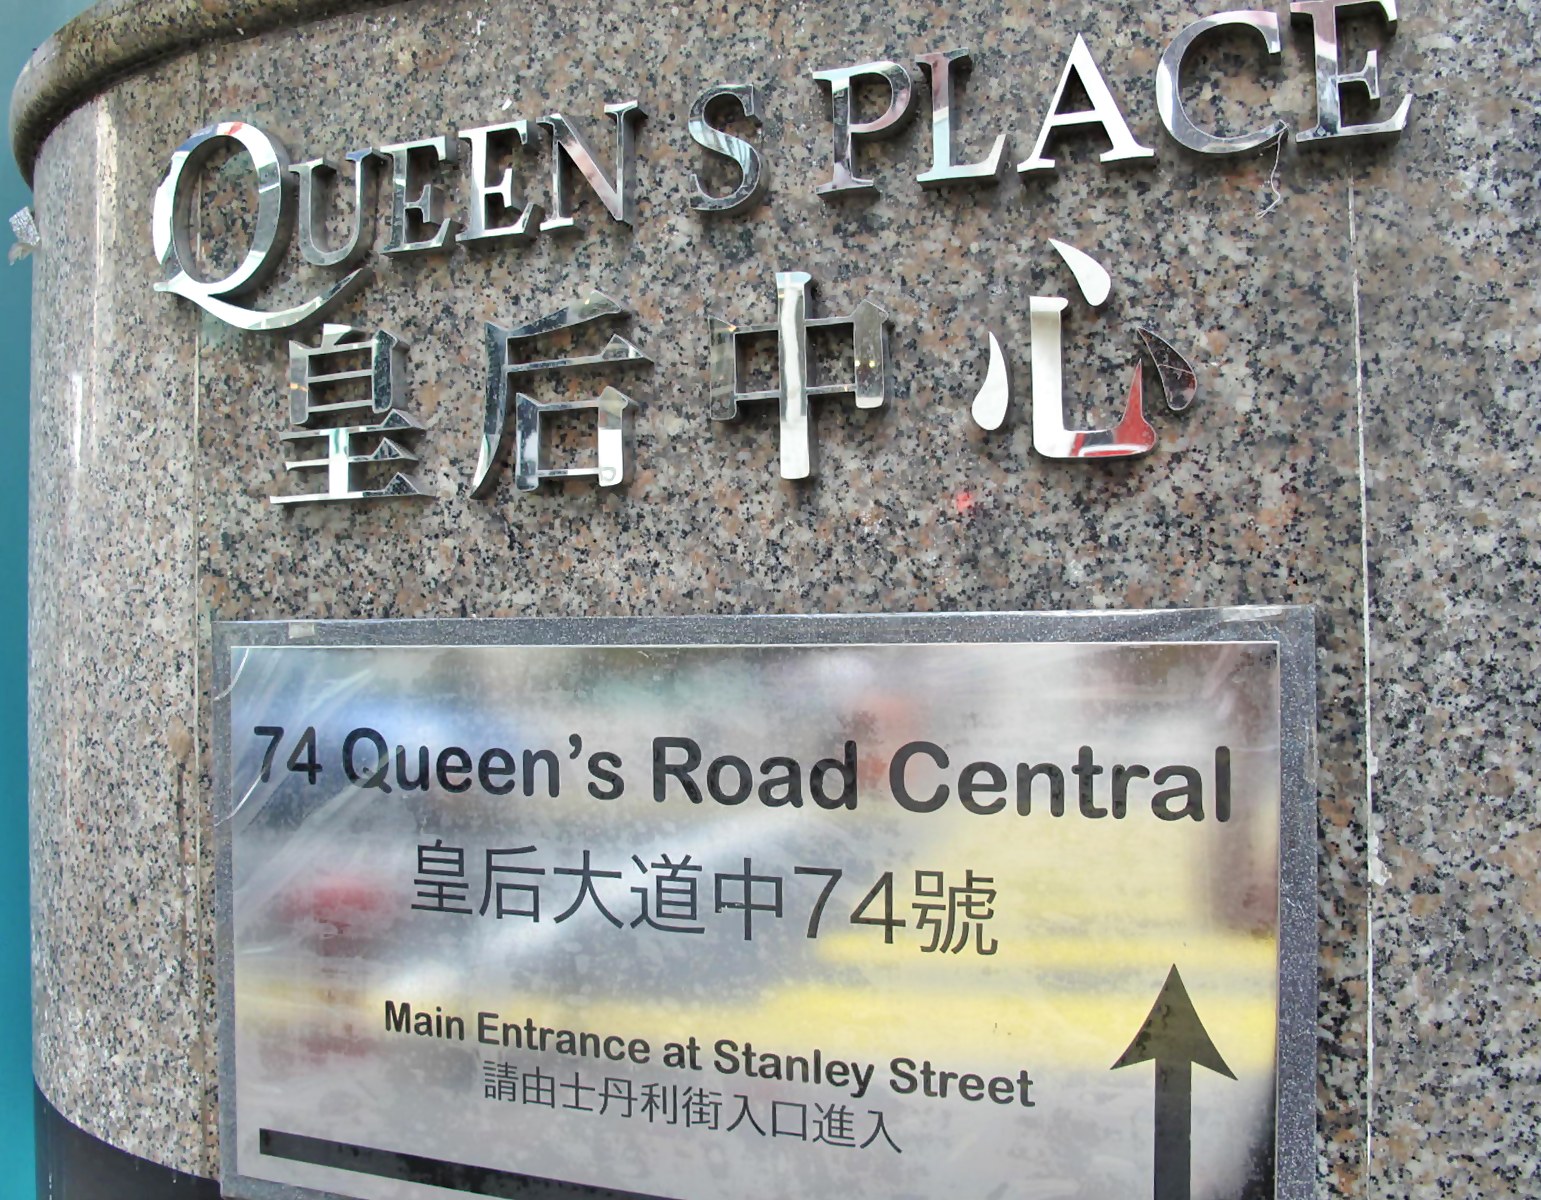 QUEEN S PLACE
皇后中心
74 Queen's Road Central
皇后大道中74號
Main Entrance at Stanley Street
請由士丹利街入口進入